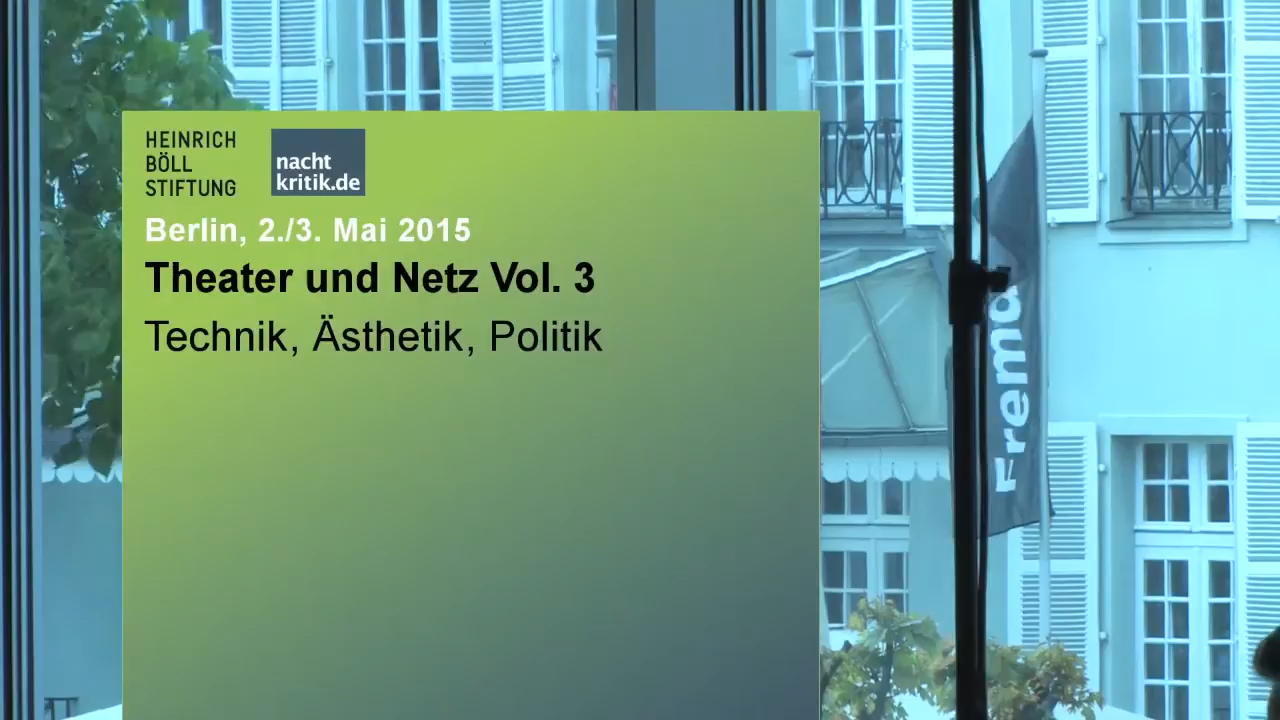 HEINRICH
BÖLL
STIFTUNG
nacht
kritik.de
Berlin, 2./3. Mai 2015
Theater und Netz Vol. 3
Technik, Ästhetik, Politik